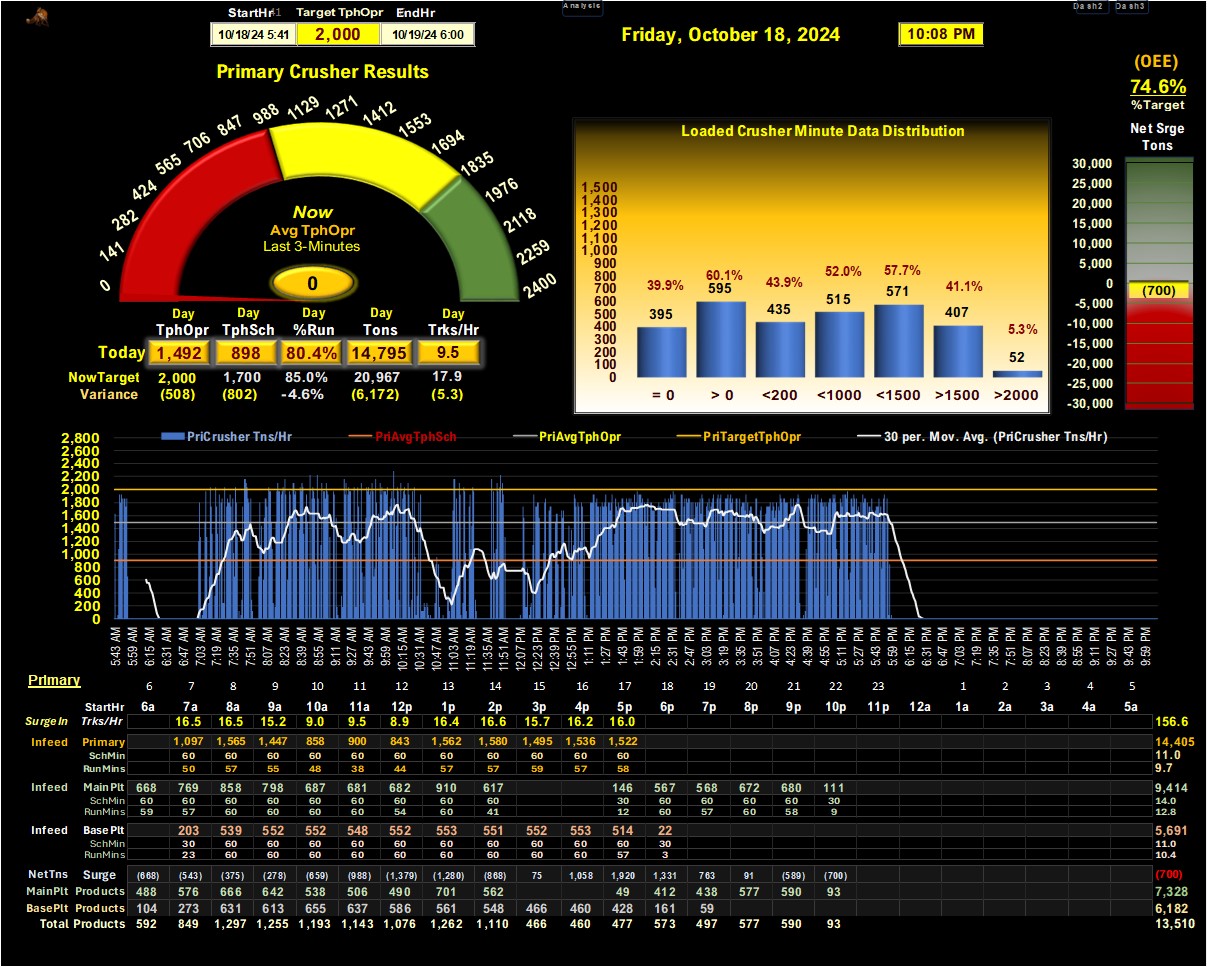 Analysis
Dash2 Dash3
StartHr41 Target TphOpr EndHr
10/18/24 5:41 2,000 10/19/24 6:00
Friday, October 18, 2024
10:08 PM
Primary Crusher Results
0 141 282 424 565 706 847 988 1129 1271 1412 1553 1694 1835 1976 2118 2259 2400
Now
Avg TphOpr
Last 3-Minutes
0
Day Day Day Day Day
TphOpr TphSch %Run Tons Trks/Hr
Today 1,492 898 80.4% 14,795 9.5
NowTarget 2,000 1,700 85.0% 20,967 17.9
Variance (508) (802) -4.6% (6,172) (5.3)
Loaded Crusher Minute Data Distribution
1,500
1,400
1,300
1,200
1,100
1,000
900
800
700
600
500
400
300
200
100
0
39.9% 60.1% 43.9% 52.0% 57.7% 41.1% 5.3%
395 595 435 515 571 407 52
= 0 > 0 <200 <1000 <1500 >1500 >2000
(OEE)
74.6%
%Target
Net Srge
Tons
30,000
25,000
20,000
15,000
10,000
5,000
0
(700)
-5,000
-10,000
-15,000
-20,000
-25,000
-30,000
PriCrusher Tns/Hr PriAvgTphSch PriAvgTphOpr PriTargetTphOpr 30 per. Mov. Avg. (PriCrusher Tns/Hr)
2,800
2,600
2,400
2,200
2,000
1,800
1,600
1,400
1,200
1,000
800
600
400
200
0
5:43 AM 5:59 AM 6:15 AM 6:31 AM 6:47 AM 7:03 AM 7:19 AM 7:35 AM 7:51 AM 8:07 AM 8:23 AM 8:39 AM 8:55 AM 9:11 AM 9:27 AM 9:43 AM 9:59 AM 10:15 AM 10:31 AM 10:47 AM 11:03 AM 11:19 AM 11:35 AM 11:51 AM 12:07 PM 12:23 PM 12:39 PM 12:55 PM 1:11 PM 1:27 PM 1:43 PM 1:59 PM 2:15 PM 2:31 PM 2:47 PM 3:03 PM 3:19 PM 3:35 PM 3:51 PM 4:07 PM 4:23 PM 4:39 PM 4:55 PM 5:11 PM 5:27 PM 5:43 PM 5:59 PM 6:15 PM 6:31 PM 6:47 PM 7:03 PM 7:19 PM 7:35 PM 7:51 PM 8:07 PM 8:23 PM 8:39 PM 8:55 PM 9:11 PM 9:27 PM 9:43 PM 9:59 PM
Primary
6 7 8 9 10 11 12 13 14 15 16 17 18 19 20 21 22 23 1 2 3 4 5
StartHr 6a 7a 8a 9a 10a 11a 12p 1p 2p 3p 4p 5p 6p 7p 8p 9p 10p 11p 12a 1a 2a 3a 4a 5a
SurgeIn Trks/Hr 16.5 16.5 15.2 9.0 9.5 8.9 16.4 16.6 15.7 16.2 16.0 156.6
Infeed Primary 1,097 1,565 1,447 858 900 843 1,562 1,580 1,495 1,536 1,522 14,405
SchMin 60 60 60 60 60 60 60 60 60 60 60 11.0
RunMins 50 57 55 48 38 44 57 57 59 57 58 9.7
Infeed MainPlt 668 769 858 798 687 681 682 910 617 146 567 568 672 680 111 9,414
SchMin 60 60 60 60 60 60 60 60 60 30 60 60 60 60 30 14.0
RunMins 59 57 60 60 60 60 54 60 41 12 60 57 60 58 9 12.8
Infeed Base Plt 203 539 552 552 548 552 553 551 552 553 514 22 5,691
SchMin 30 60 60 60 60 60 60 60 60 60 60 60 11.0
RunMins 23 60 60 60 60 60 60 60 60 60 57 3 10.4
NetTns Surge (668) (543) (375) (278) (659) (988) (1,379) (1,280) (868) 75 1,058 1,920 1,331 763 91 (589) (700) (700)
MainPlt Products 488 576 666 642 538 506 490 701 562 49 412 438 577 590 93 7,328
BasePlt Products 104 273 631 613 655 637 586 561 548 466 460 428 161 59 6,182
Total Products 592 849 1,297 1,255 1,193 1,143 1,076 1,262 1,110 466 460 477 573 497 577 590 93 13,510